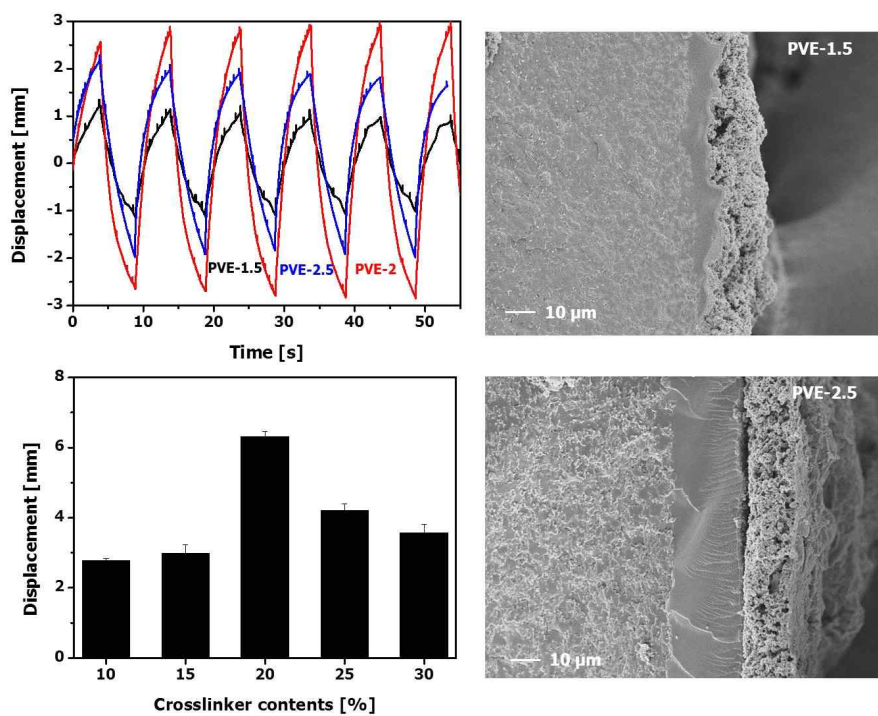 Displacement [mm]
3
2
1
0
-1
-2
-3
PVE-1.5 PVE-2.5 PVE-2
0 10 20 30 40 50
Time [s]
PVE-1.5
10 µm
Displacement [mm]
8
6
4
2
0
10 15 20 25 30
Crosslinker contents [%]
PVE-2.5
10 µm